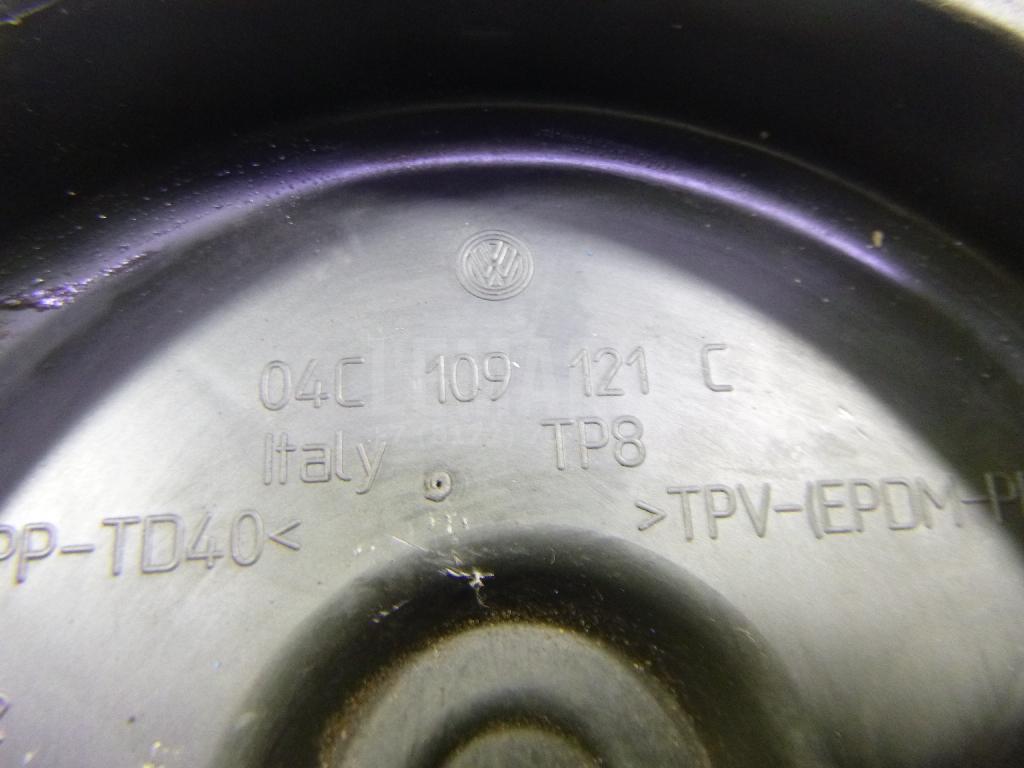 04C 109 121 C
Italy TP8
PP-TD40< >TPV-(EPDM-P